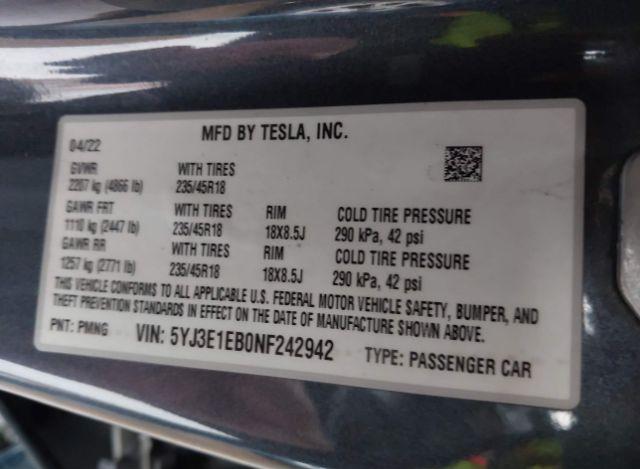 MFD BY TESLA, INC.
04/22
GVWR WITH TIRES
2207 kg (4866 lb) 235/45R18
GAWR FRT WITH TIRES RIM COLD TIRE PRESSURE
1110 kg (2447 lb) 235/45R18 18X8.5J 290 kPa, 42 psi
GAWR RR WITH TIRES RIM COLD TIRE PRESSURE
1257 kg (2771 lb) 235/45R18 18X8.5J 290 kPa, 42 psi
THIS VEHICLE CONFORMS TO ALL APPLICABLE U.S. FEDERAL MOTOR VEHICLE SAFETY, BUMPER, AND
THEFT PREVENTION STANDARDS IN EFFECT ON THE DATE OF MANUFACTURE SHOWN ABOVE.
PNT: PMNG VIN: 5YJ3E1EB0NF242942 TYPE: PASSENGER CAR